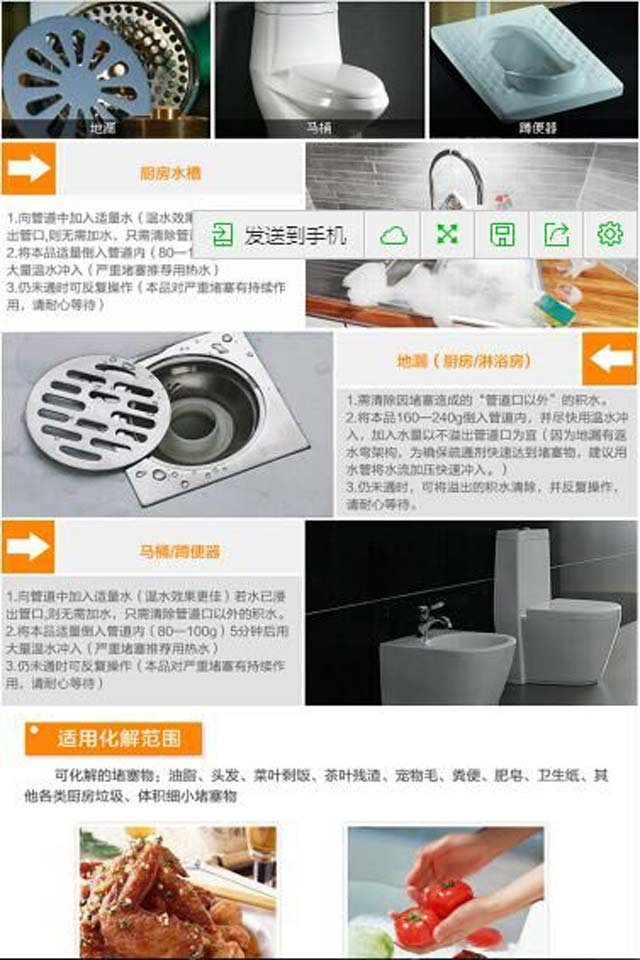 地漏
马桶
蹲便器
厨房水槽
1.向管道中加入适量水（温水效果
出管口,则无需加水，只需清除管道
2.将本品适量倒入管道内（80—1
大量温水冲入（严重堵塞推荐用热水）
3.仍未通时可反复操作（本品对严重堵塞有持续作
用，请耐心等待）
发送到手机
地漏（厨房/淋浴房）
1.需清除因堵塞造成的“管道口以外”的积水。
2.将本品160—240g倒入管道内，并尽快用温水冲
入，加入水量以不溢出管道口为宜（因为地漏有返
水弯架构，为确保疏通剂快速达到堵塞物，建议用
水管将水流加压快速冲入。）
3.仍未通时，可将溢出的积水清除，并反复操作，
请耐心等待。
马桶/蹲便器
1.向管道中加入适量水（温水效果更佳）若水已漫
出管口,则无需加水，只需清除管道口以外的积水。
2.将本品适量倒入管道内（80—100g）5分钟后用
大量温水冲入（严重堵塞推荐用热水）
3.仍未通时可反复操作（本品对严重堵塞有持续作
用，请耐心等待）
适用化解范围
可化解的堵塞物；油脂、头发、菜叶剩饭、茶叶残渣、宠物毛、粪便、肥皂、卫生纸、其
他各类厨房垃圾、体积细小堵塞物